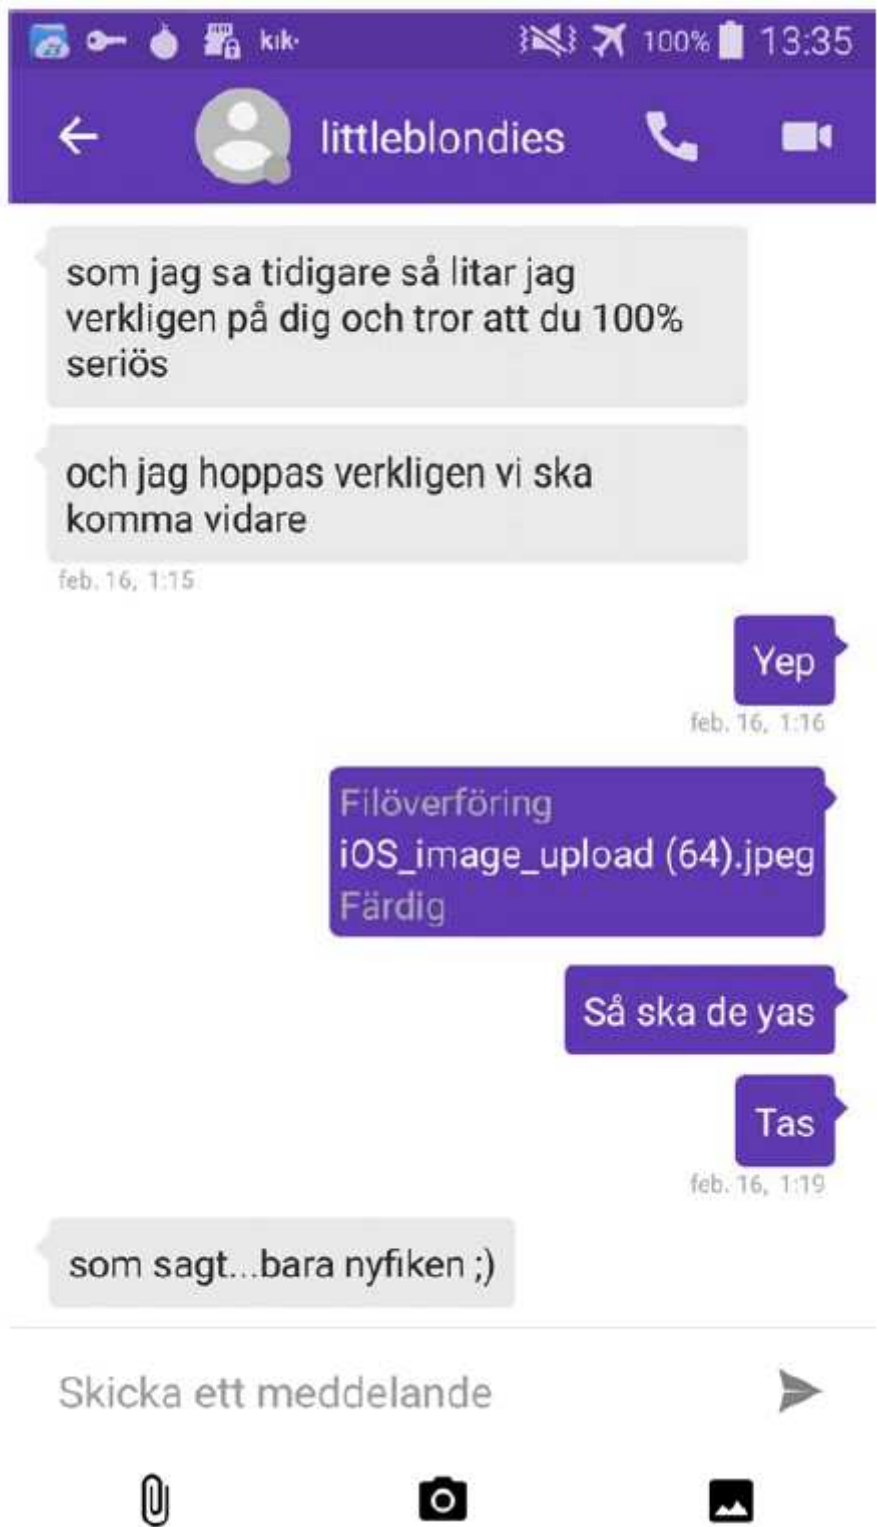 kik·
100%
13:35
littleblondies
som jag sa tidigare så litar jag
verkligen på dig och tror att du 100%
seriös
och jag hoppas verkligen vi ska
komma vidare
feb. 16, 1:15
Yep
feb. 16, 1:16
Filöverföring
iOS_image_upload (64).jpeg
Färdig
Så ska de yas
Tas
feb. 16, 1:19
som sagt...bara nyfiken ;)
Skicka ett meddelande